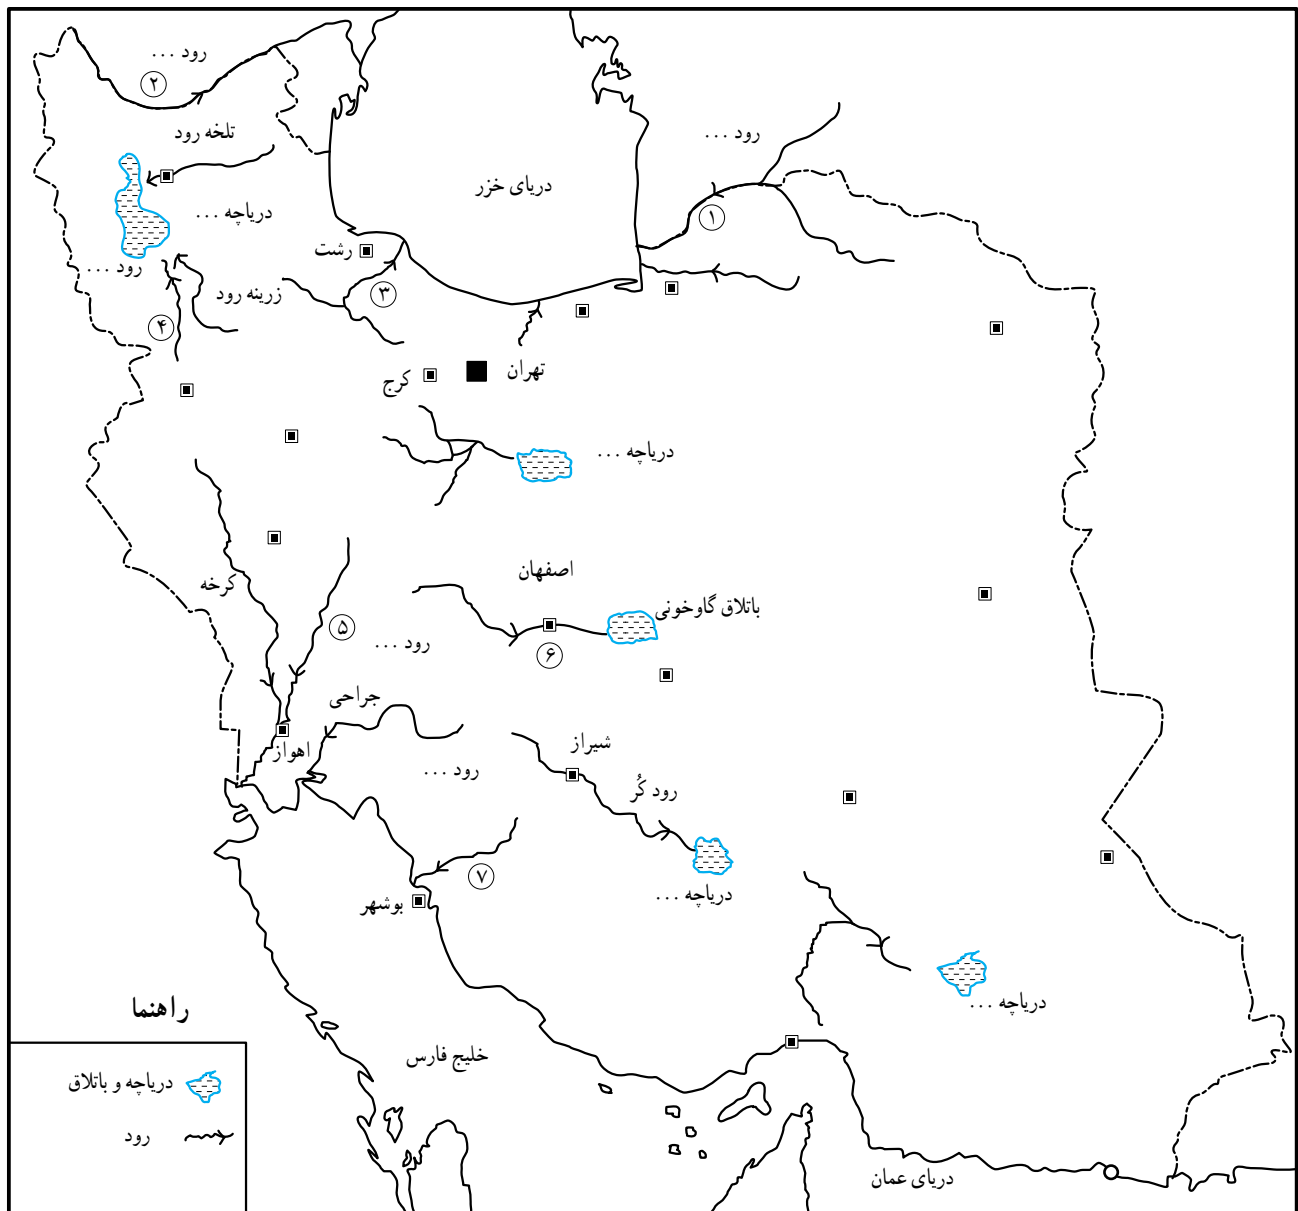 رود ...
۲
تلخه رود
رود ...
دریای خزر
دریاچه ...
۱
رشت
رود ...
زرینه رود
۳
۴
تهران
کرج
دریاچه ...
اصفهان
کرخه
باتلاق گاوخونی
۵
رود ...
۶
جراحی
شیراز
اهواز
رود ...
رود کُر
۷
دریاچه ...
بوشهر
دریاچه ...
راهنما
خلیج فارس
دریاچه و باتلاق
رود
دریای عمان